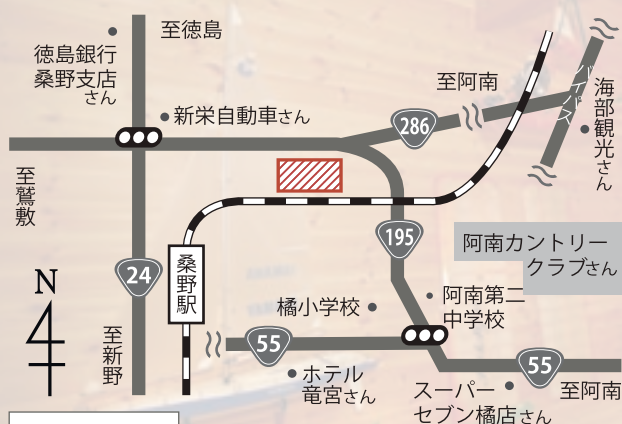 至徳島
徳島銀行
桑野支店
さん
新栄自動車さん
至阿南
286
バイパス
海部観光さん
至鷲敷
195
阿南カントリー
クラブさん
桑野駅
24
N
橘小学校
阿南第二
中学校
至新野
55
ホテル
竜宮さん
55
スーパー
セブン橘店さん
至阿南